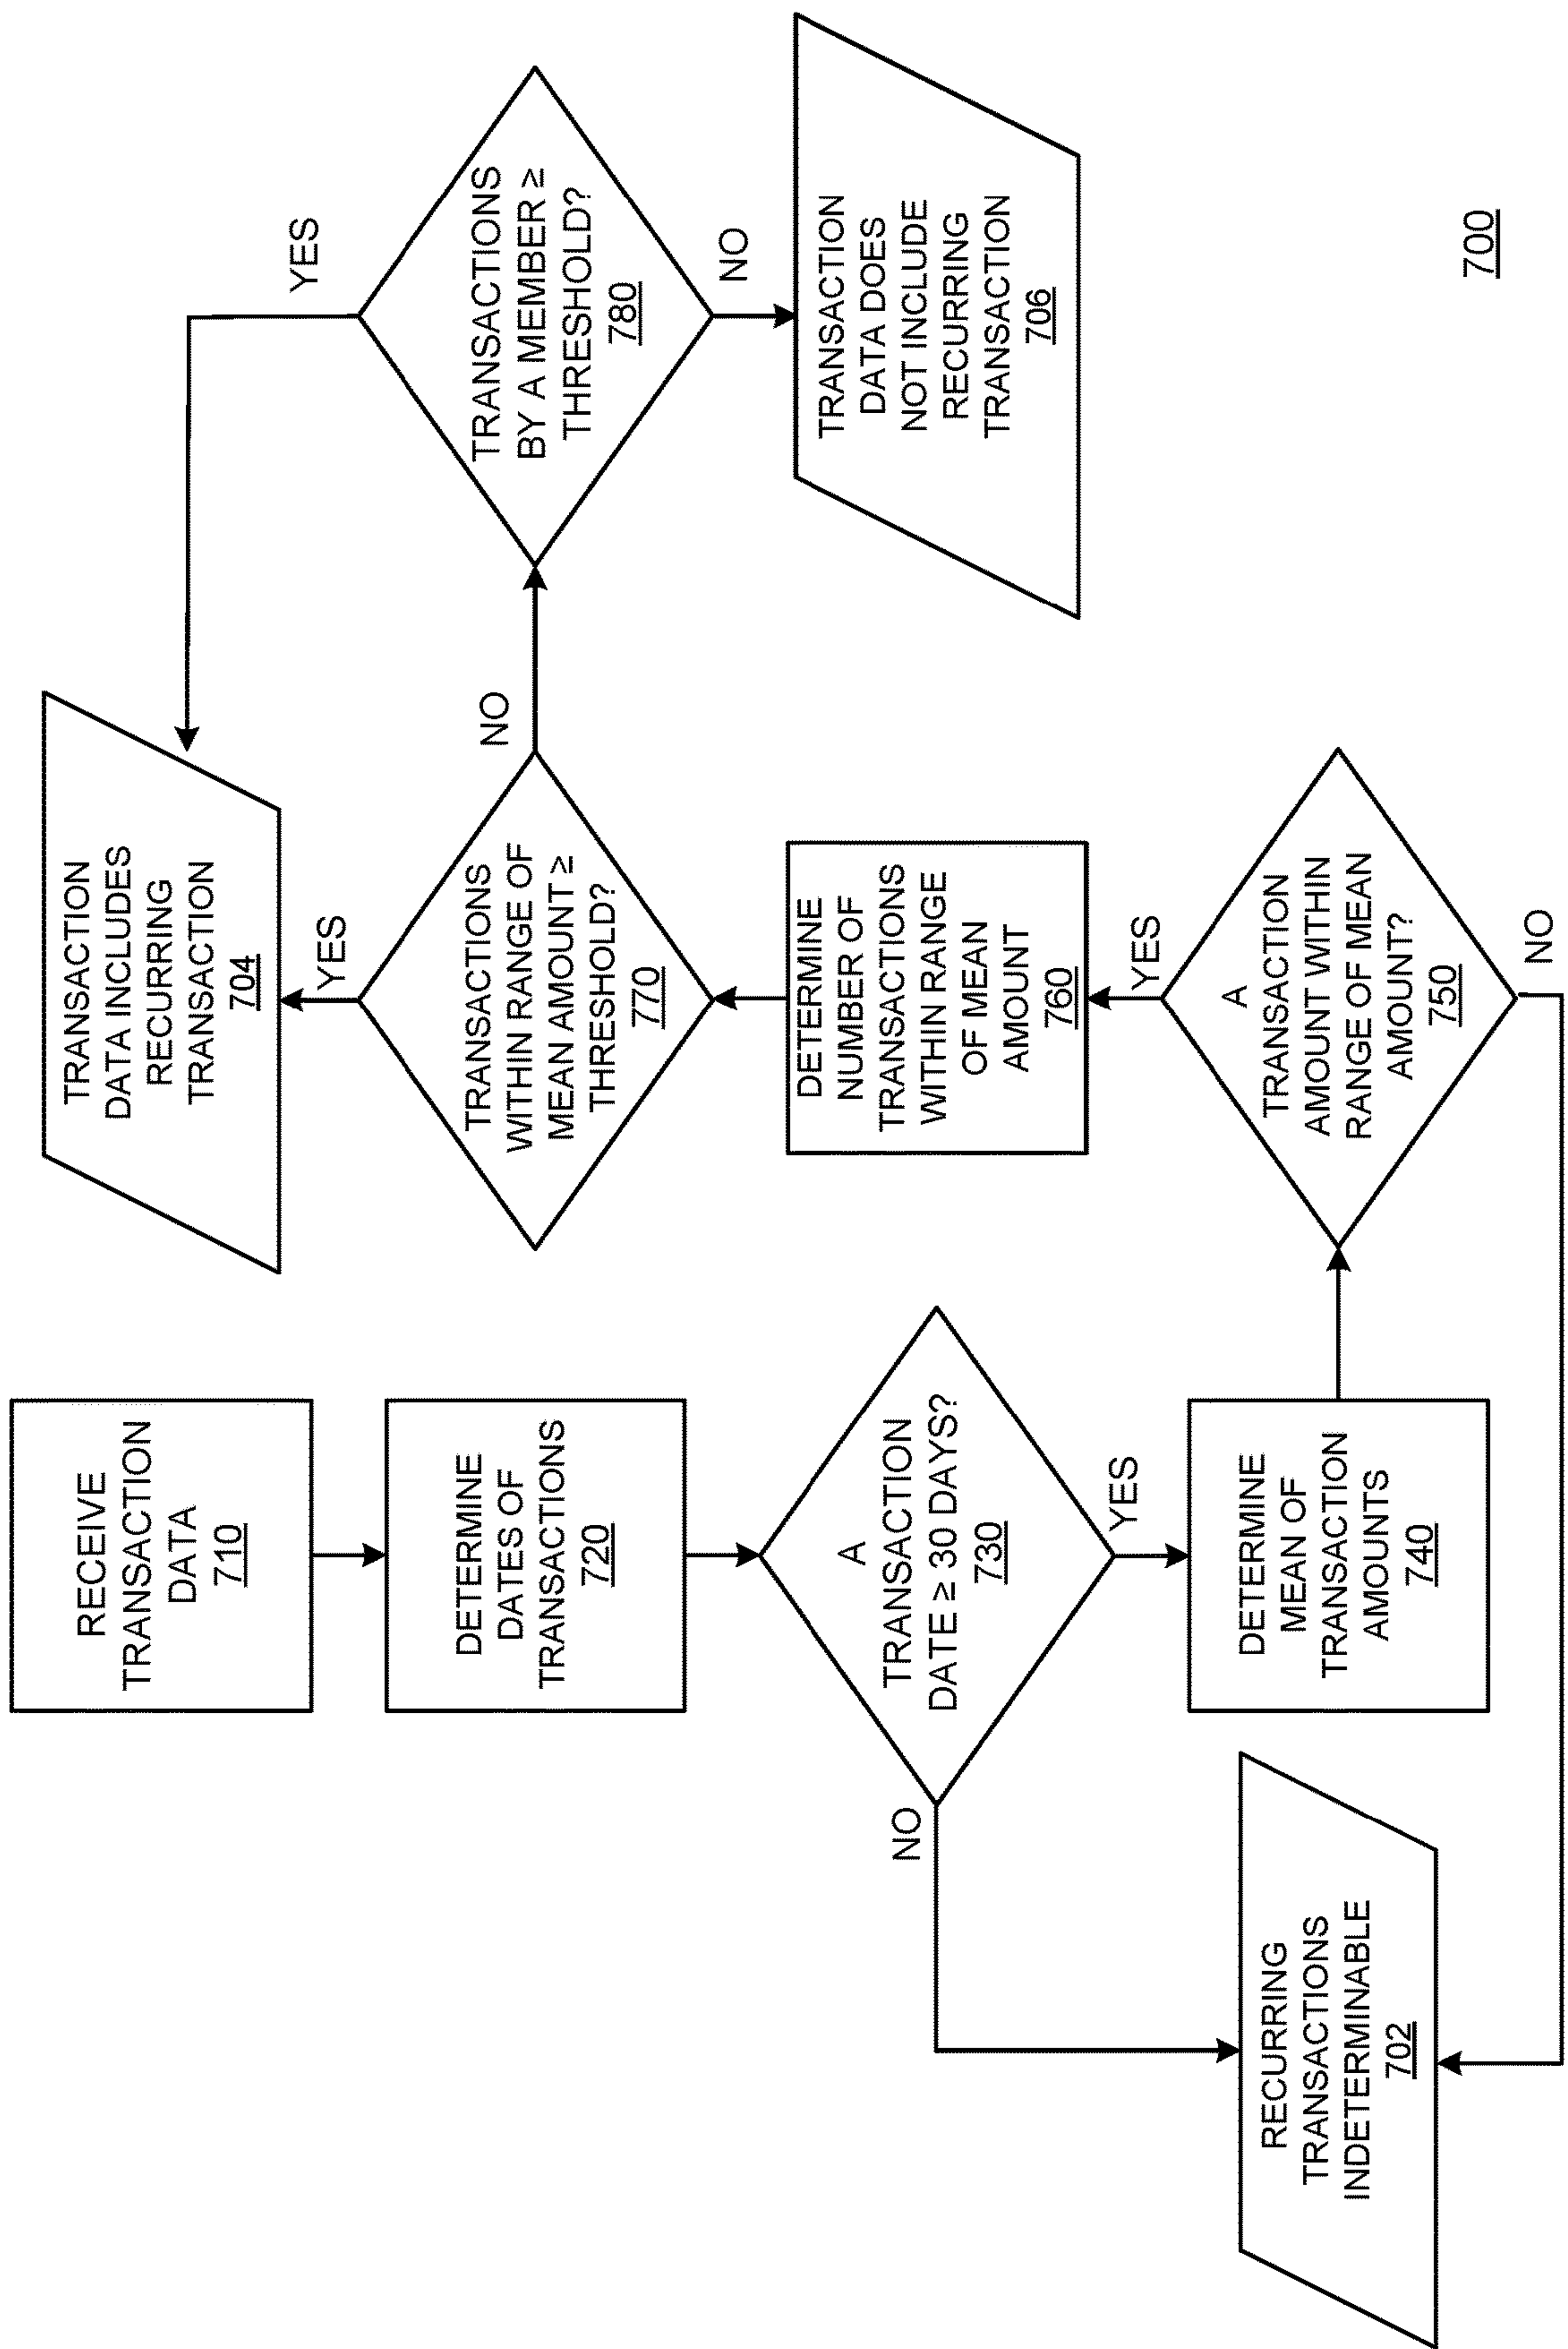 RECEIVE
TRANSACTION
DATA
710
DETERMINE
DATES OF
TRANSACTIONS
720
A
TRANSACTION
DATE ≥ 30 DAYS?
730
NO
YES
RECURRING
TRANSACTIONS
INDETERMINABLE
702
DETERMINE
MEAN OF
TRANSACTION
AMOUNTS
740
A
TRANSACTION
AMOUNT WITHIN
RANGE OF MEAN
AMOUNT?
750
NO
YES
DETERMINE
NUMBER OF
TRANSACTIONS
WITHIN RANGE
OF MEAN
AMOUNT
760
TRANSACTIONS
WITHIN RANGE OF
MEAN AMOUNT ≥
THRESHOLD?
770
YES
NO
TRANSACTION
DATA INCLUDES
RECURRING
TRANSACTION
704
TRANSACTIONS
BY A MEMBER ≥
THRESHOLD?
780
YES
NO
TRANSACTION
DATA DOES
NOT INCLUDE
RECURRING
TRANSACTION
706
700